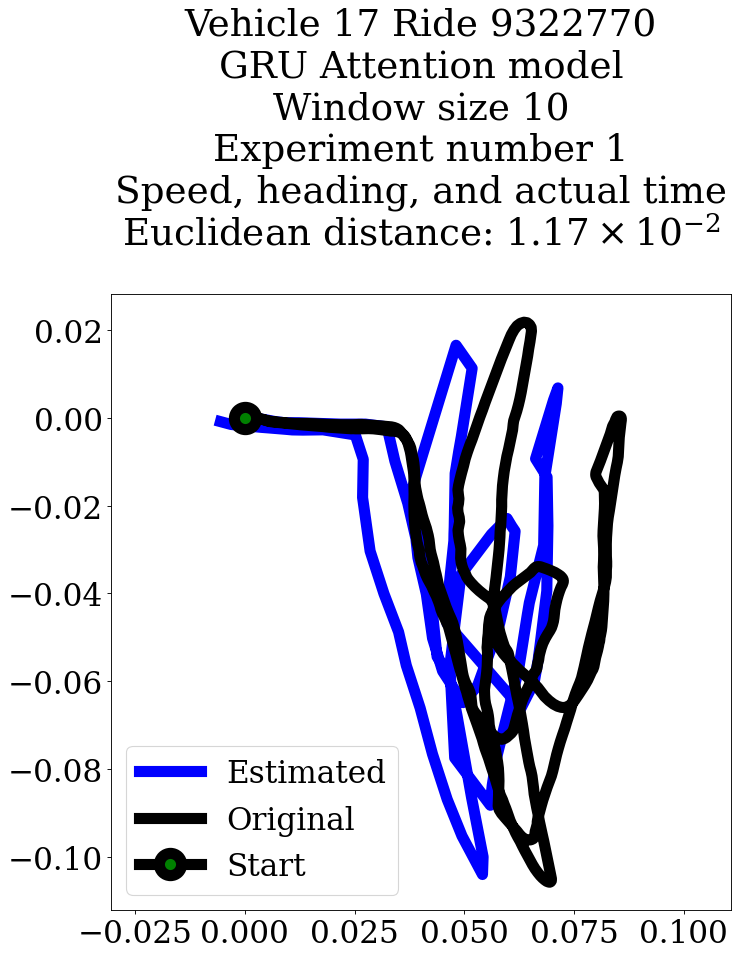 Vehicle 17 Ride 9322770
GRU Attention model
Window size 10
Experiment number 1
Speed, heading, and actual time
Euclidean distance: 1.17 × 10⁻²
0.02
0.00
−0.02
−0.04
−0.06
−0.08
−0.10
Estimated
Original
Start
−0.025 0.000 0.025 0.050 0.075 0.100